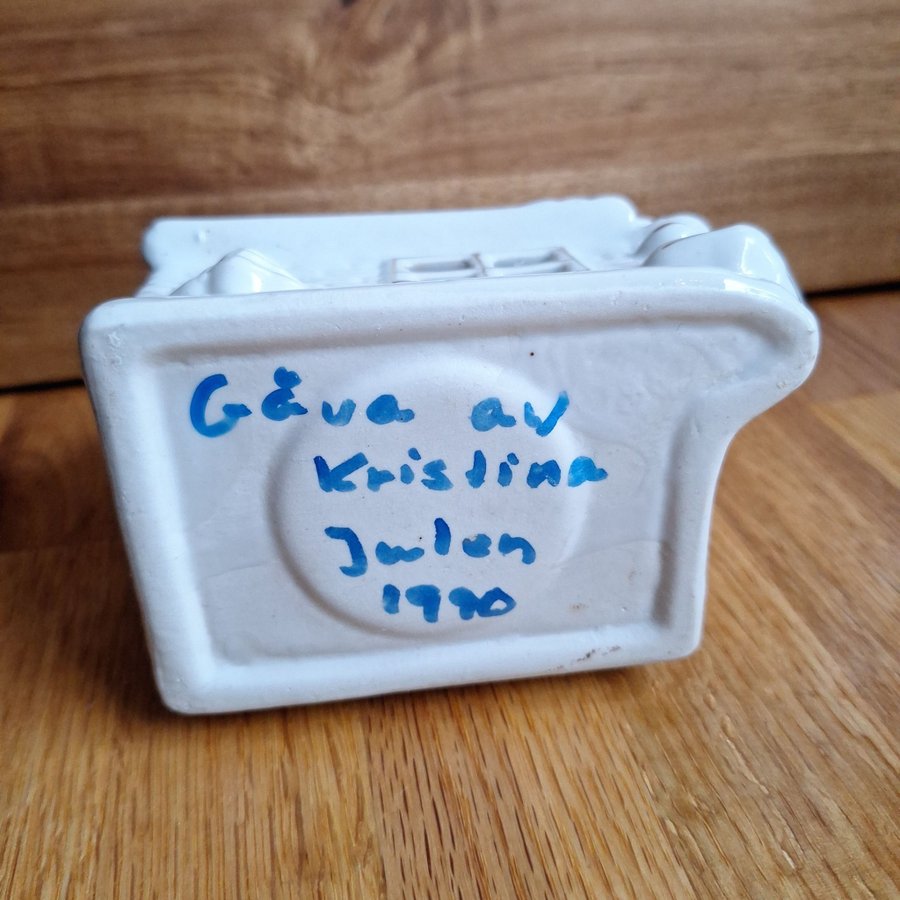 Gåva av
Kristina
Julen
1990